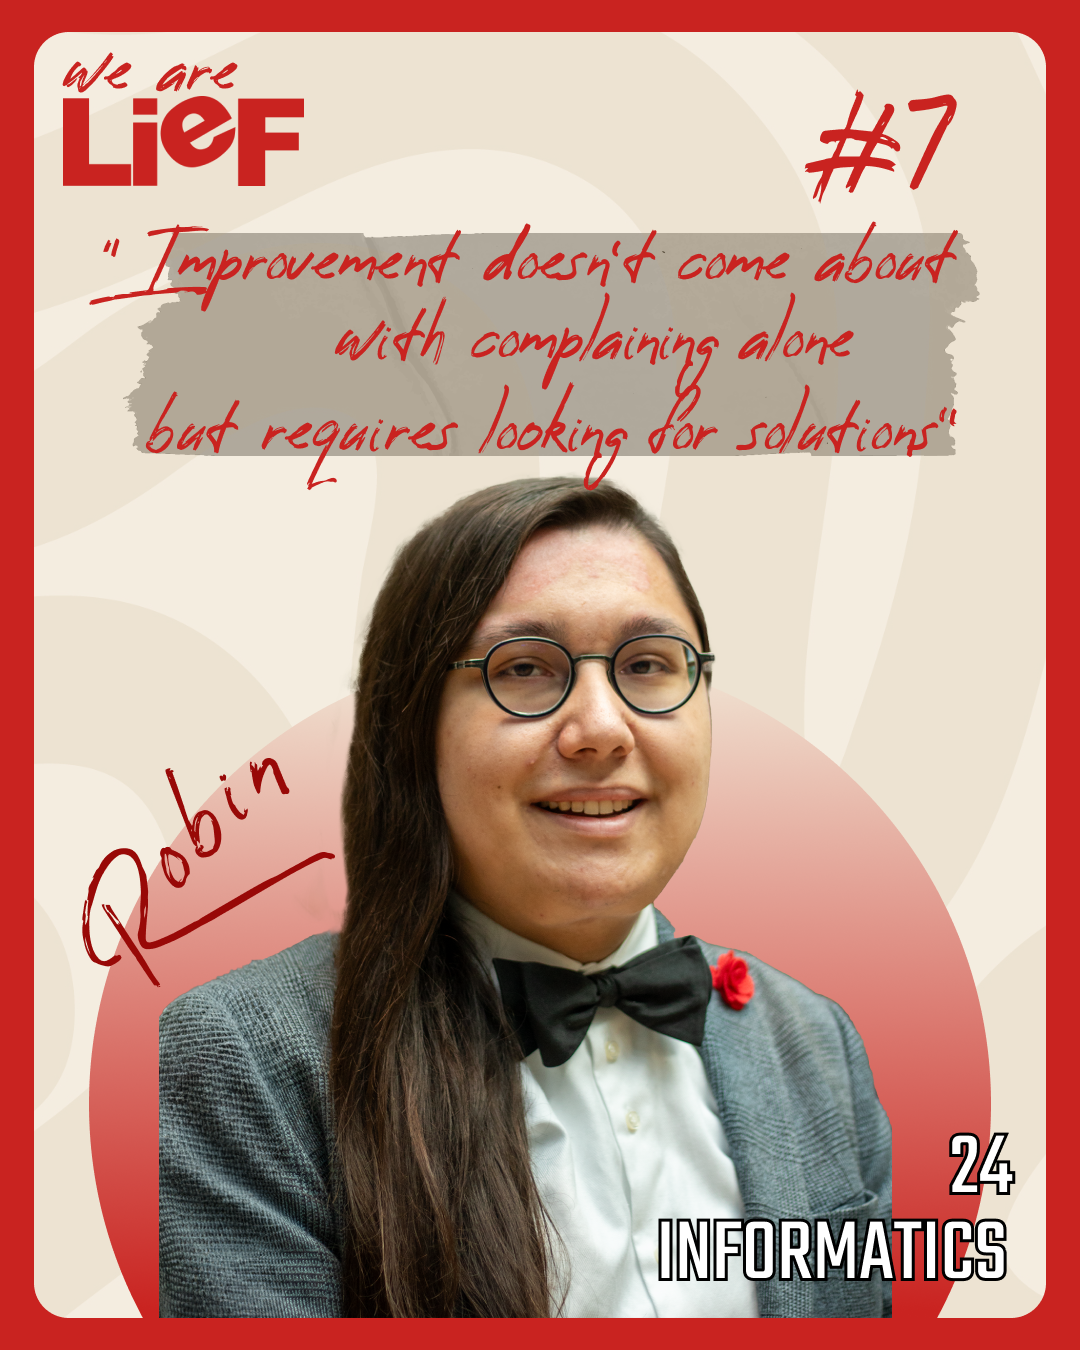 we are
LieF
#7
"Improvement doesn't come about
with complaining alone
but requires looking for solutions"
Robin
24
INFORMATICS